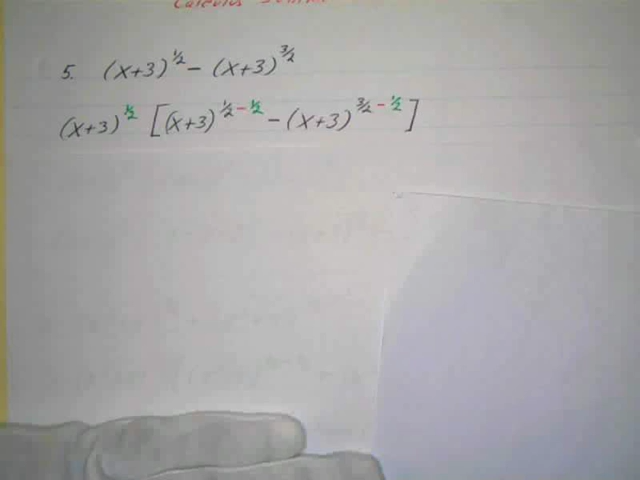 5. (x+3)^½ - (x+3)^3/2
(x+3)^½ [(x+3)^½-½ - (x+3)^3/2-½]